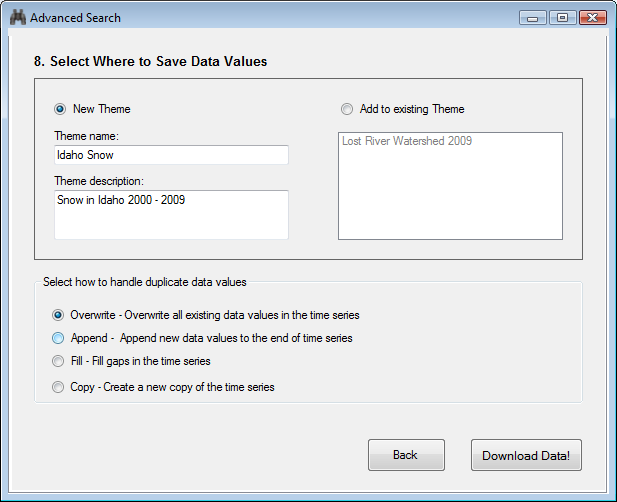 Advanced Search
8. Select Where to Save Data Values
New Theme
Add to existing Theme
Theme name:
Idaho Snow
Lost River Watershed 2009
Theme description:
Snow in Idaho 2000 - 2009
Select how to handle duplicate data values
Overwrite - Overwrite all existing data values in the time series
Append -  Append new data values to the end of time series
Fill - Fill gaps in the time series
Copy - Create a new copy of the time series
Back
Download Data!